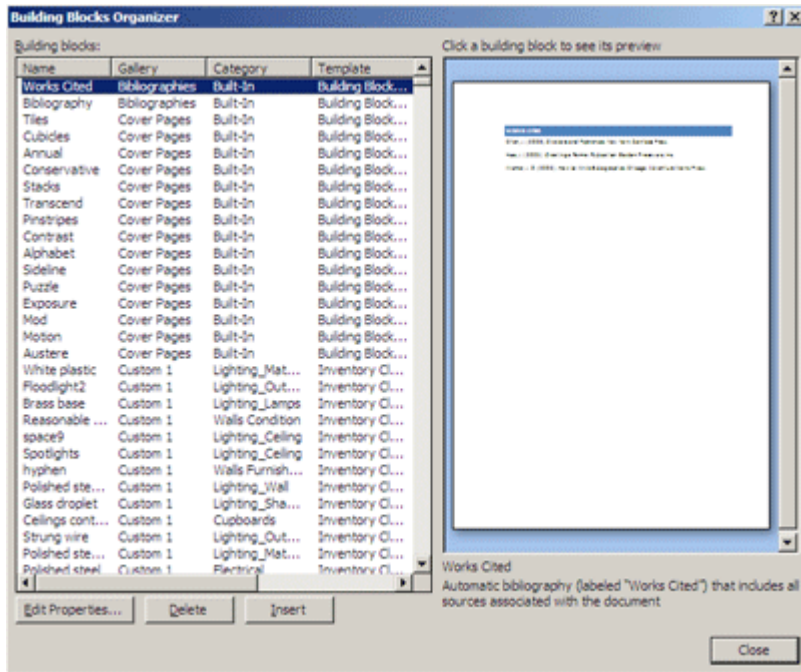 Building Blocks Organizer
Building blocks:
Name Gallery Category Template
Works Cited Bibliographies Built-In Building Block...
Bibliography Bibliographies Built-In Building Block...
Tiles Cover Pages Built-In Building Block...
Cubicles Cover Pages Built-In Building Block...
Annual Cover Pages Built-In Building Block...
Conservative Cover Pages Built-In Building Block...
Stacks Cover Pages Built-In Building Block...
Transcend Cover Pages Built-In Building Block...
Pinstripes Cover Pages Built-In Building Block...
Contrast Cover Pages Built-In Building Block...
Alphabet Cover Pages Built-In Building Block...
Sideline Cover Pages Built-In Building Block...
Puzzle Cover Pages Built-In Building Block...
Exposure Cover Pages Built-In Building Block...
Mod Cover Pages Built-In Building Block...
Motion Cover Pages Built-In Building Block...
Austere Cover Pages Built-In Building Block...
White plastic Custom 1 Lighting_Mat... Inventory Cl...
Floodlight2 Custom 1 Lighting_Out... Inventory Cl...
Brass base Custom 1 Lighting_Lamps Inventory Cl...
Reasonable ... Custom 1 Walls Condition Inventory Cl...
space9 Custom 1 Lighting_Ceiling Inventory Cl...
Spotlights Custom 1 Lighting_Ceiling Inventory Cl...
hyphen Custom 1 Walls Furnish... Inventory Cl...
Polished ste... Custom 1 Lighting_Wall Inventory Cl...
Glass droplet Custom 1 Lighting_Sha... Inventory Cl...
Ceilings cont... Custom 1 Cupboards Inventory Cl...
Strung wire Custom 1 Lighting_Out... Inventory Cl...
Polished ste... Custom 1 Lighting_Mat... Inventory Cl...
Polished steel Custom 1 Electrical Inventory Cl...
Edit Properties... Delete Insert
Click a building block to see its preview
WORKS CITED
Works Cited
Automatic bibliography (labeled "Works Cited") that includes all
sources associated with the document
Close